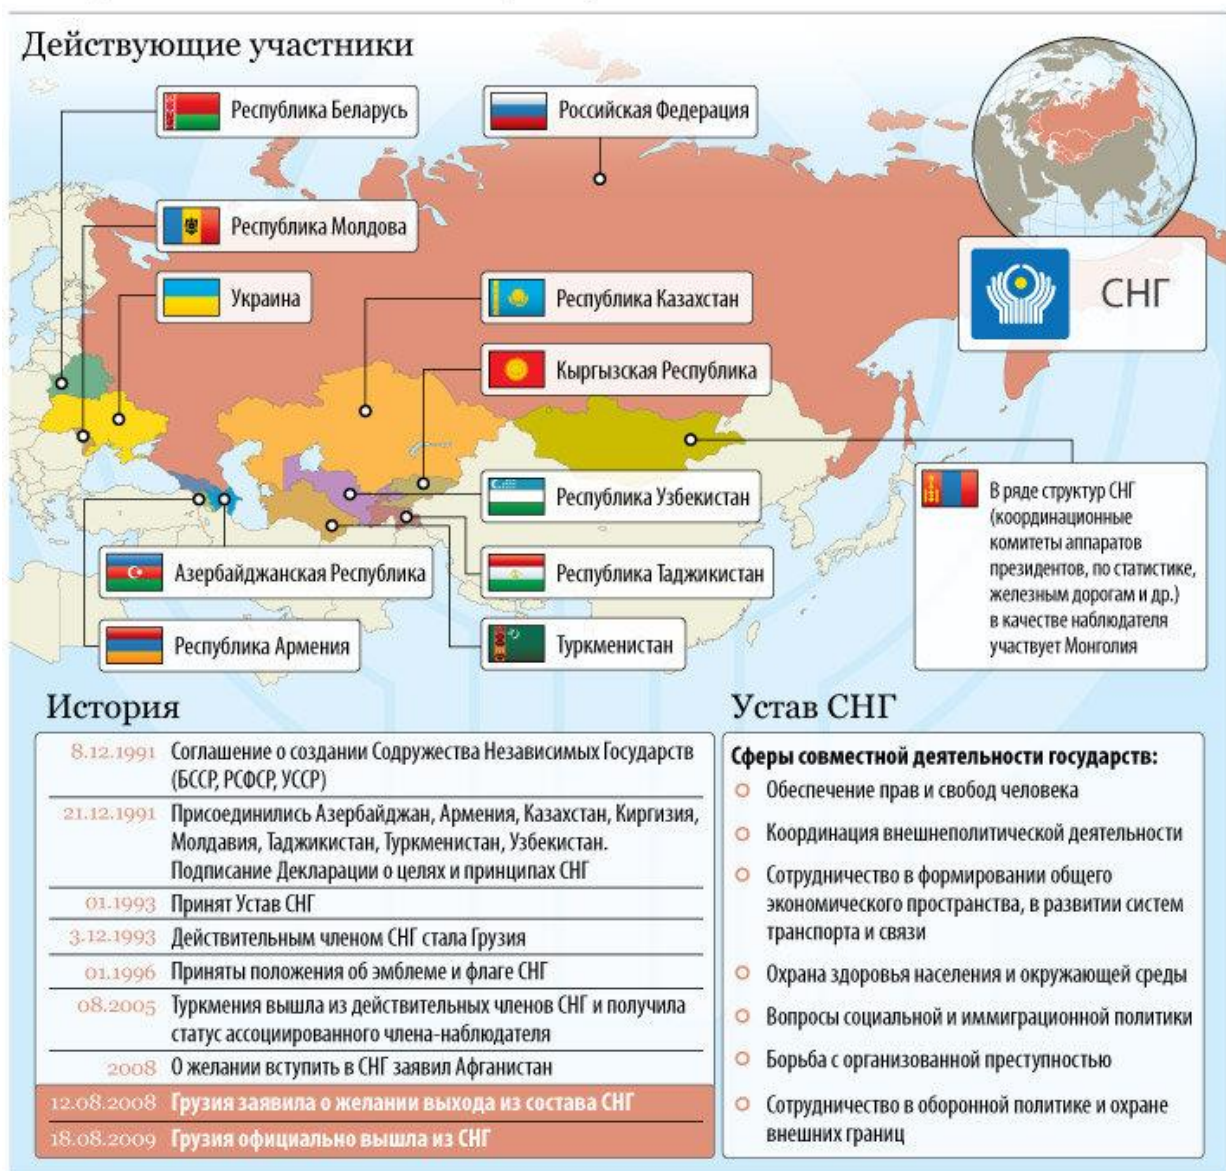 Действующие участники
Республика Беларусь
Российская Федерация
Республика Молдова
Украина
Республика Казахстан
СНГ
Кыргызская Республика
Республика Узбекистан
В ряде структур СНГ
(координационные
комитеты аппаратов
президентов, по статистике,
железным дорогам и др.)
в качестве наблюдателя
участвует Монголия
Азербайджанская Республика
Республика Таджикистан
Республика Армения
Туркменистан
История
8.12.1991 Соглашение о создании Содружества Независимых Государств
(БССР, РСФСР, УССР)
21.12.1991 Присоединились Азербайджан, Армения, Казахстан, Киргизия,
Молдавия, Таджикистан, Туркменистан, Узбекистан.
Подписание Декларации о целях и принципах СНГ
01.1993 Принят Устав СНГ
3.12.1993 Действительным членом СНГ стала Грузия
01.1996 Приняты положения об эмблеме и флаге СНГ
08.2005 Туркмения вышла из действительных членов СНГ и получила
статус ассоциированного члена-наблюдателя
2008 О желании вступить в СНГ заявил Афганистан
12.08.2008 Грузия заявила о желании выхода из состава СНГ
18.08.2009 Грузия официально вышла из СНГ
Устав СНГ
Сферы совместной деятельности государств:
Обеспечение прав и свобод человека
Координация внешнеполитической деятельности
Сотрудничество в формировании общего
экономического пространства, в развитии систем
транспорта и связи
Охрана здоровья населения и окружающей среды
Вопросы социальной и иммиграционной политики
Борьба с организованной преступностью
Сотрудничество в оборонной политике и охране
внешних границ